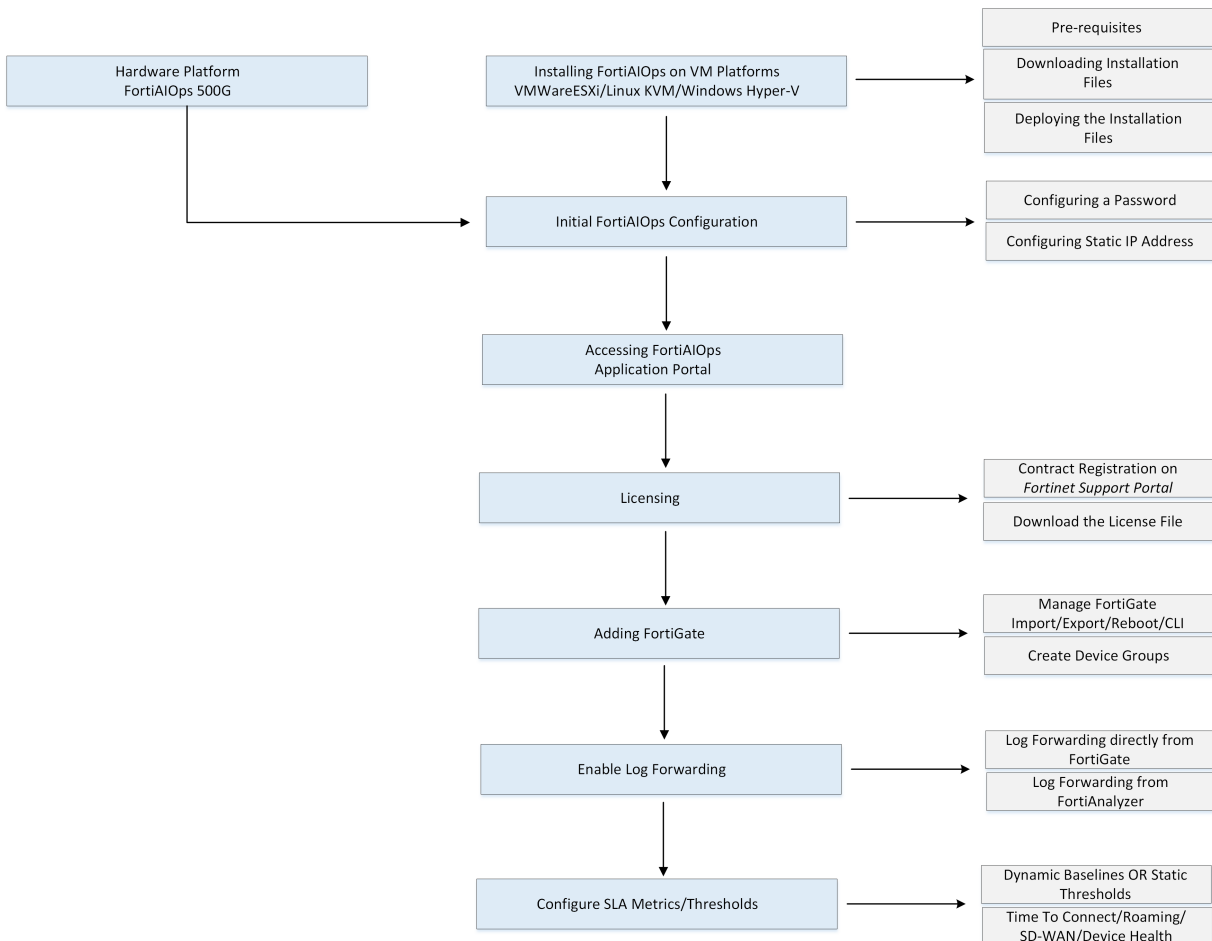 Hardware Platform
FortiAIOps 500G
Installing FortiAIOps on VM Platforms
VMWareESXi/Linux KVM/Windows Hyper-V
Pre-requisites
Downloading Installation
Files
Deploying the Installation
Files
Initial FortiAIOps Configuration
Configuring a Password
Configuring Static IP Address
Accessing FortiAIOps
Application Portal
Licensing
Contract Registration on
Fortinet Support Portal
Download the License File
Adding FortiGate
Manage FortiGate
Import/Export/Reboot/CLI
Create Device Groups
Enable Log Forwarding
Log Forwarding directly from
FortiGate
Log Forwarding from
FortiAnalyzer
Configure SLA Metrics/Thresholds
Dynamic Baselines OR Static
Thresholds
Time To Connect/Roaming/
SD-WAN/Device Health